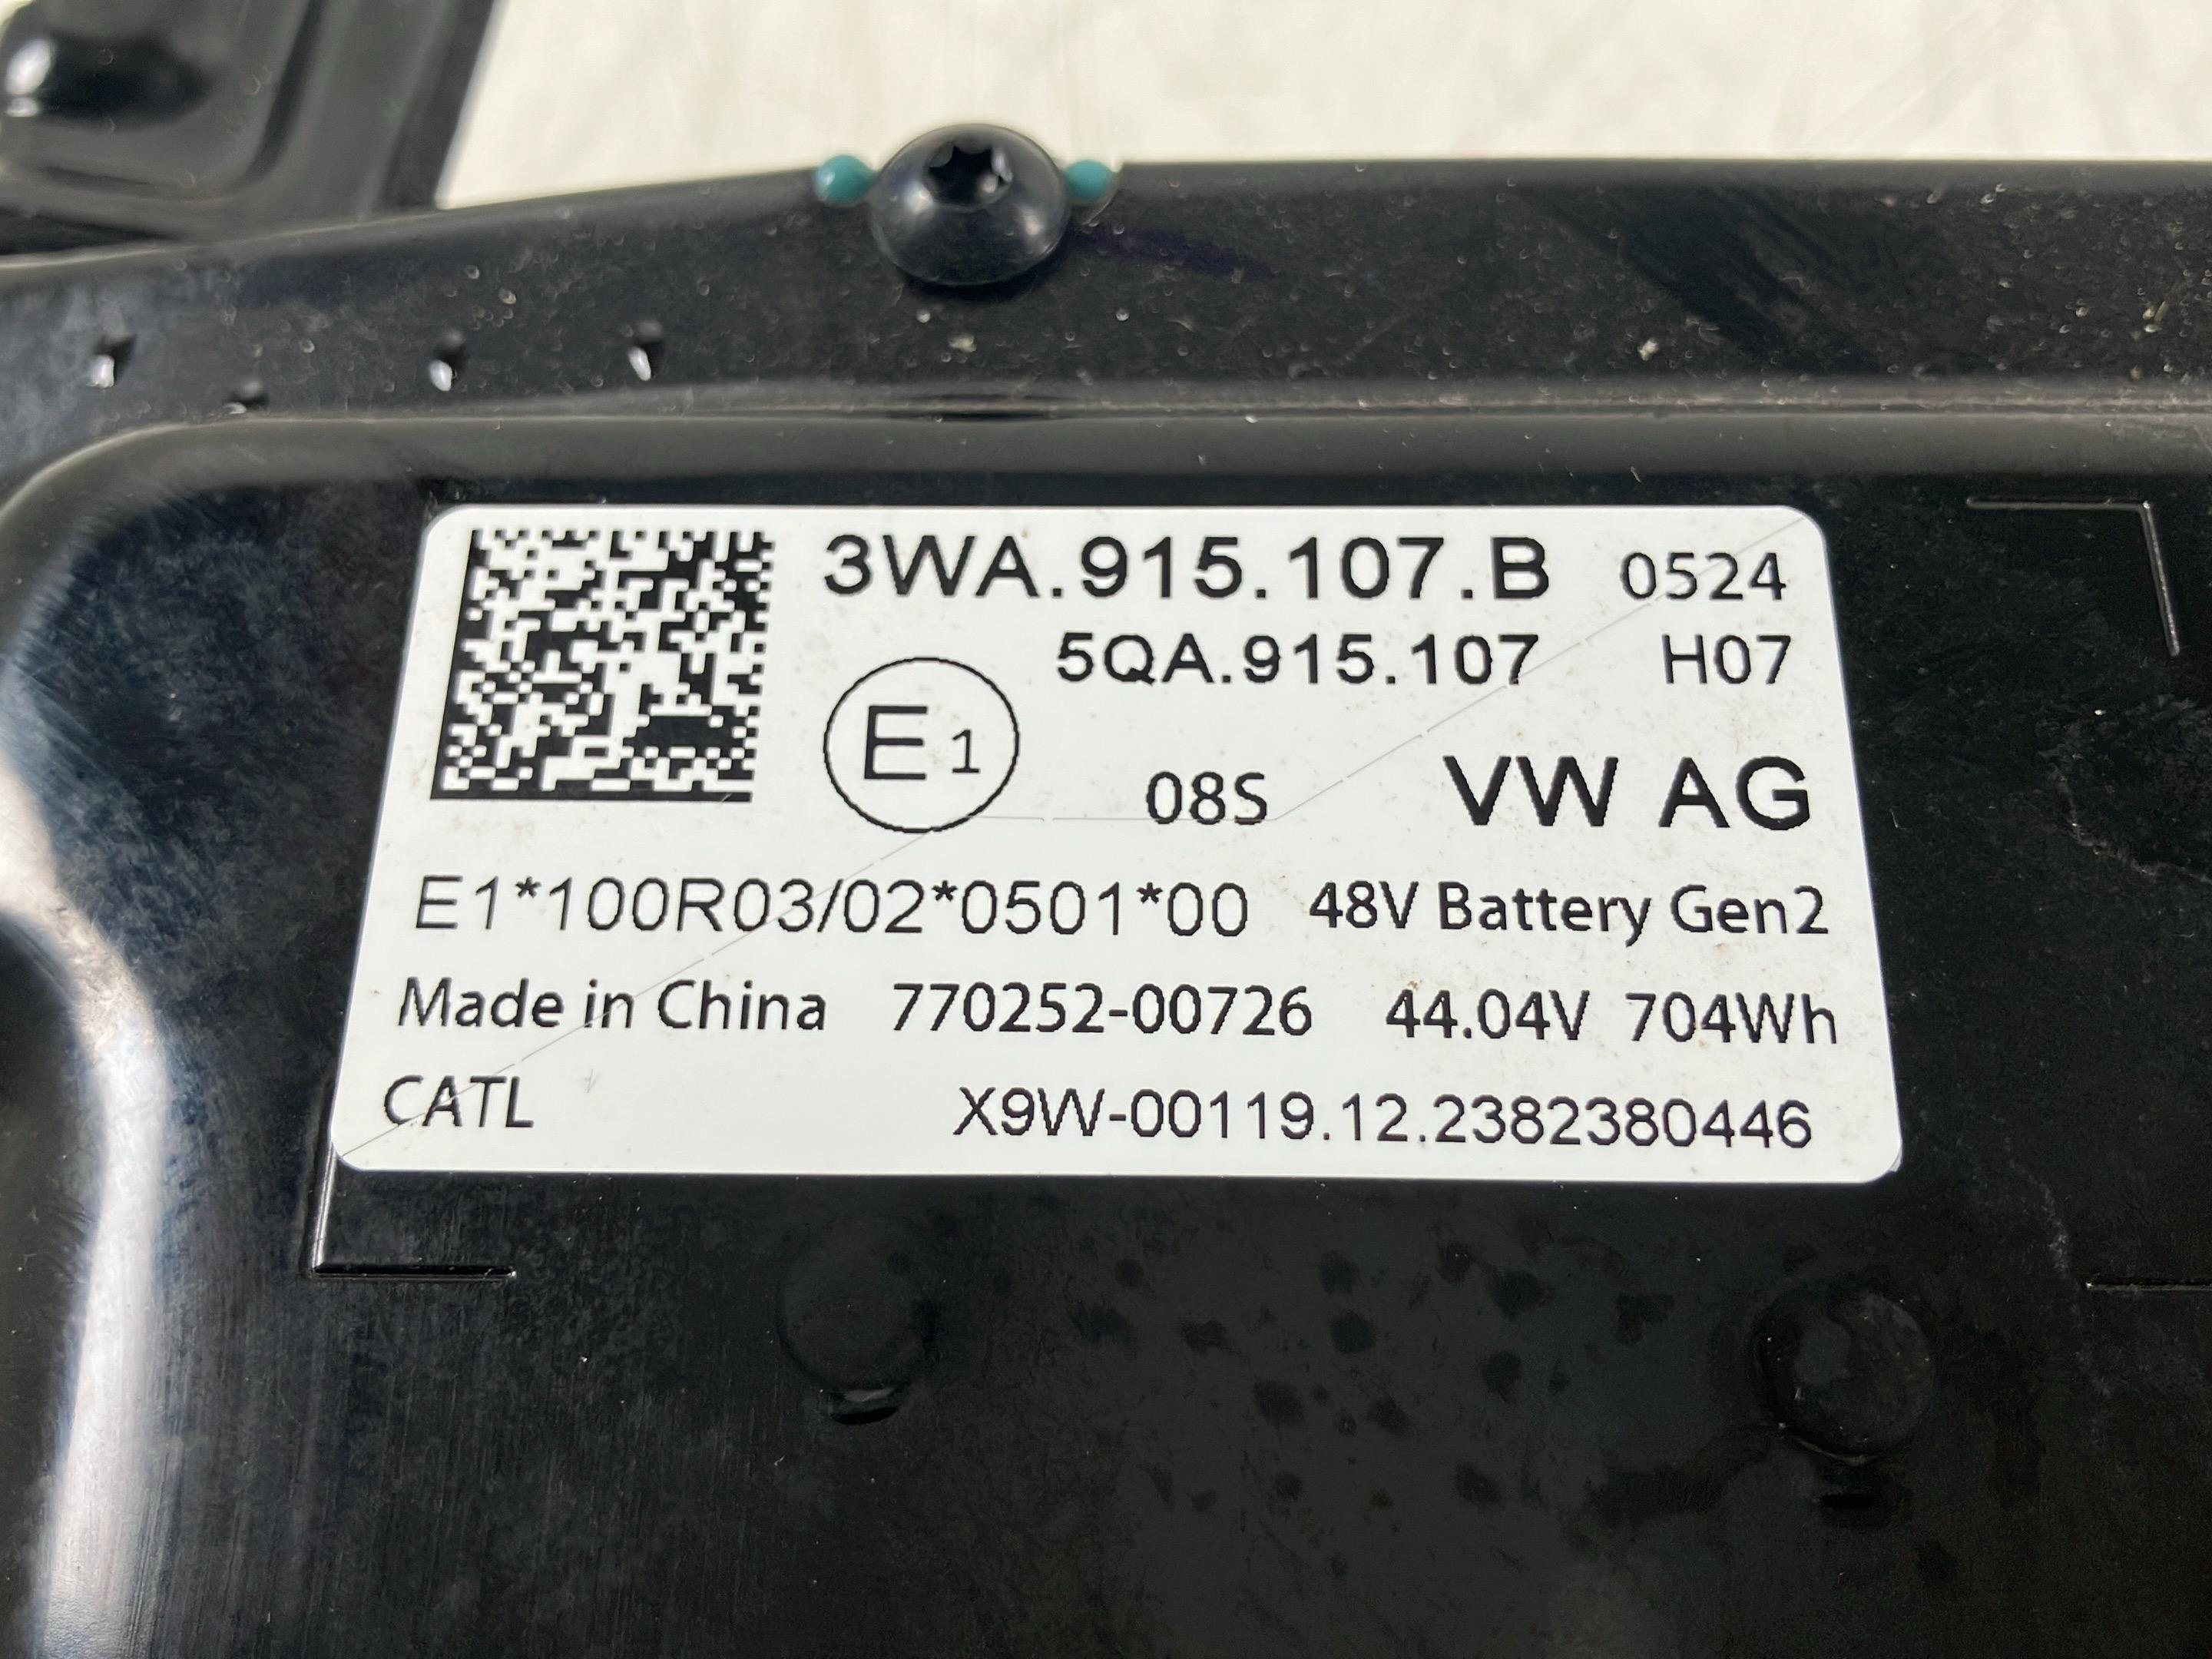 3WA.915.107.B 0524
5QA.915.107 H07
E1
08S VW AG
E1*100R03/02*0501*00 48V Battery Gen2
Made in China 770252-00726 44.04V 704Wh
CATL X9W-00119.12.2382380446